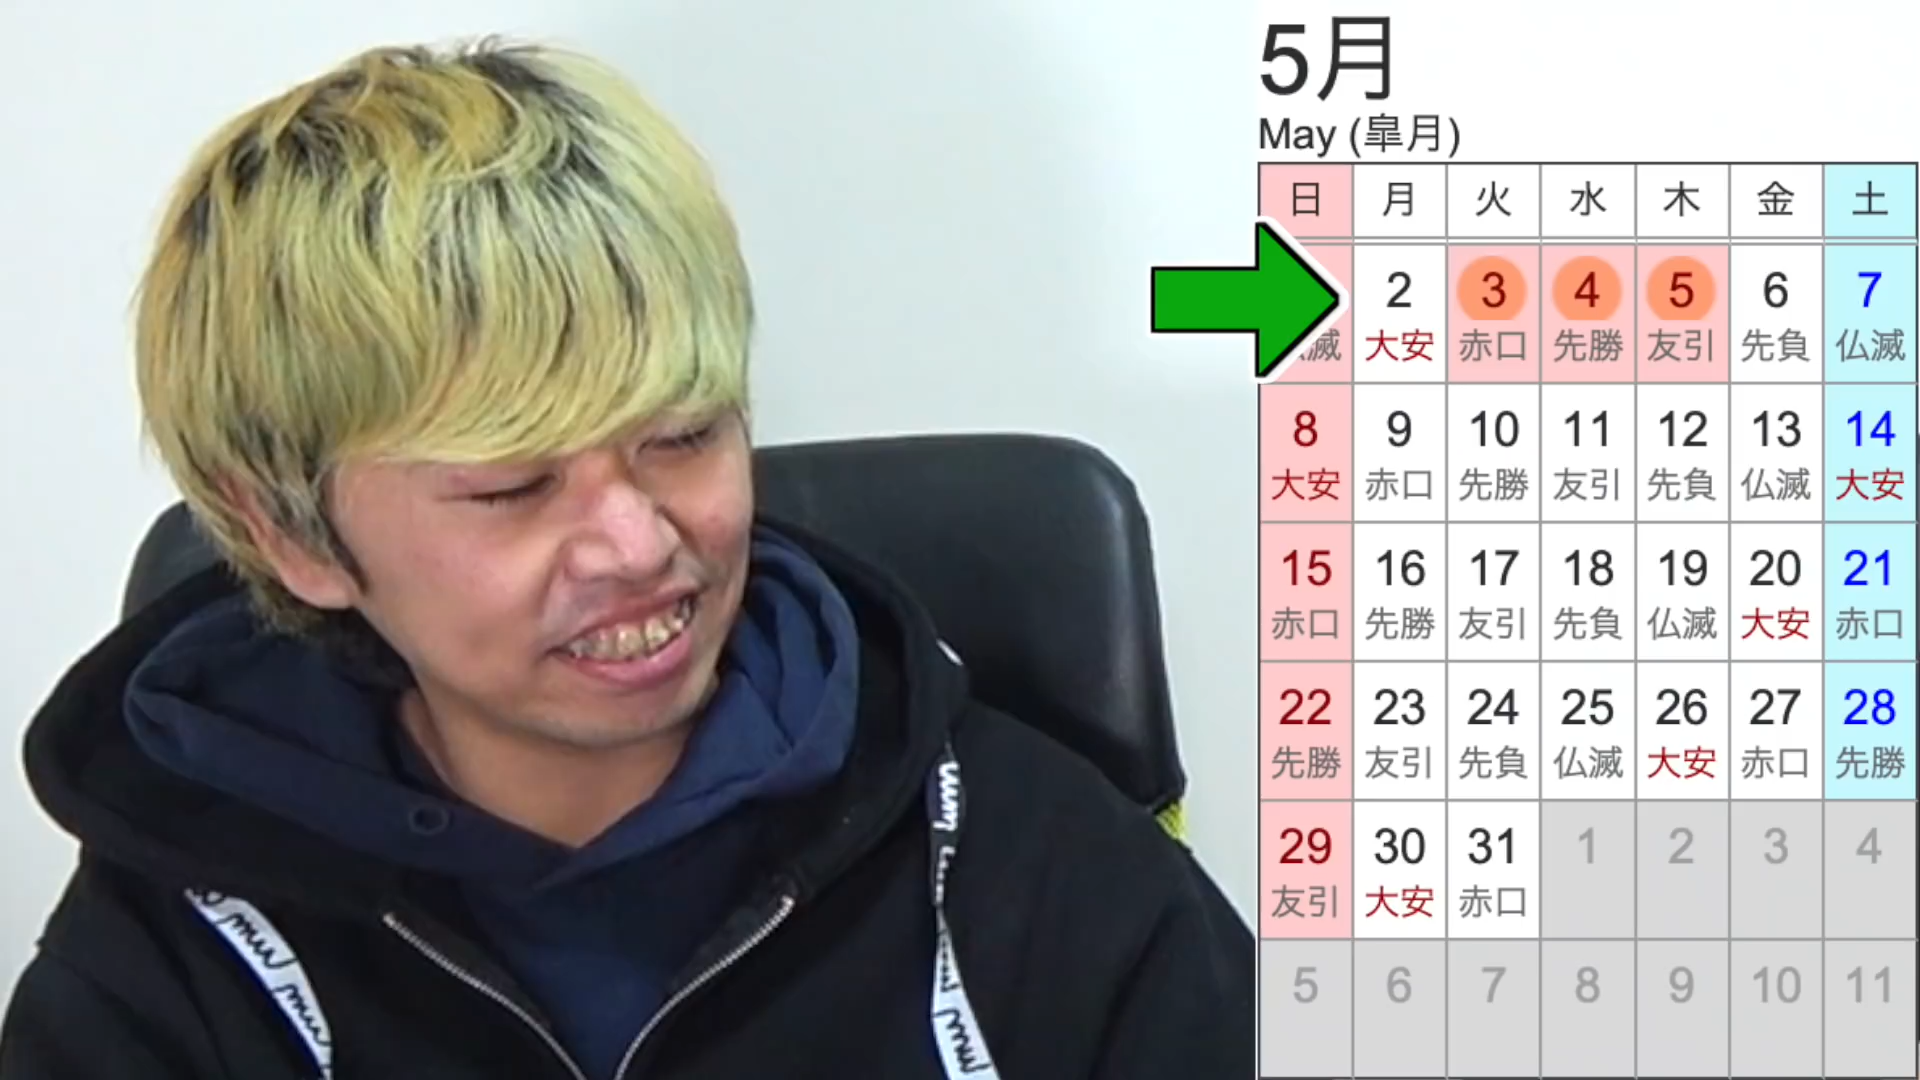 5月
May (皐月)
日 月 火 水 木 金 土
2 3 4 5 6 7
滅 大安 赤口 先勝 友引 先負 仏滅
8 9 10 11 12 13 14
大安 赤口 先勝 友引 先負 仏滅 大安
15 16 17 18 19 20 21
赤口 先勝 友引 先負 仏滅 大安 赤口
22 23 24 25 26 27 28
先勝 友引 先負 仏滅 大安 赤口 先勝
29 30 31 1 2 3 4
友引 大安 赤口
5 6 7 8 9 10 11